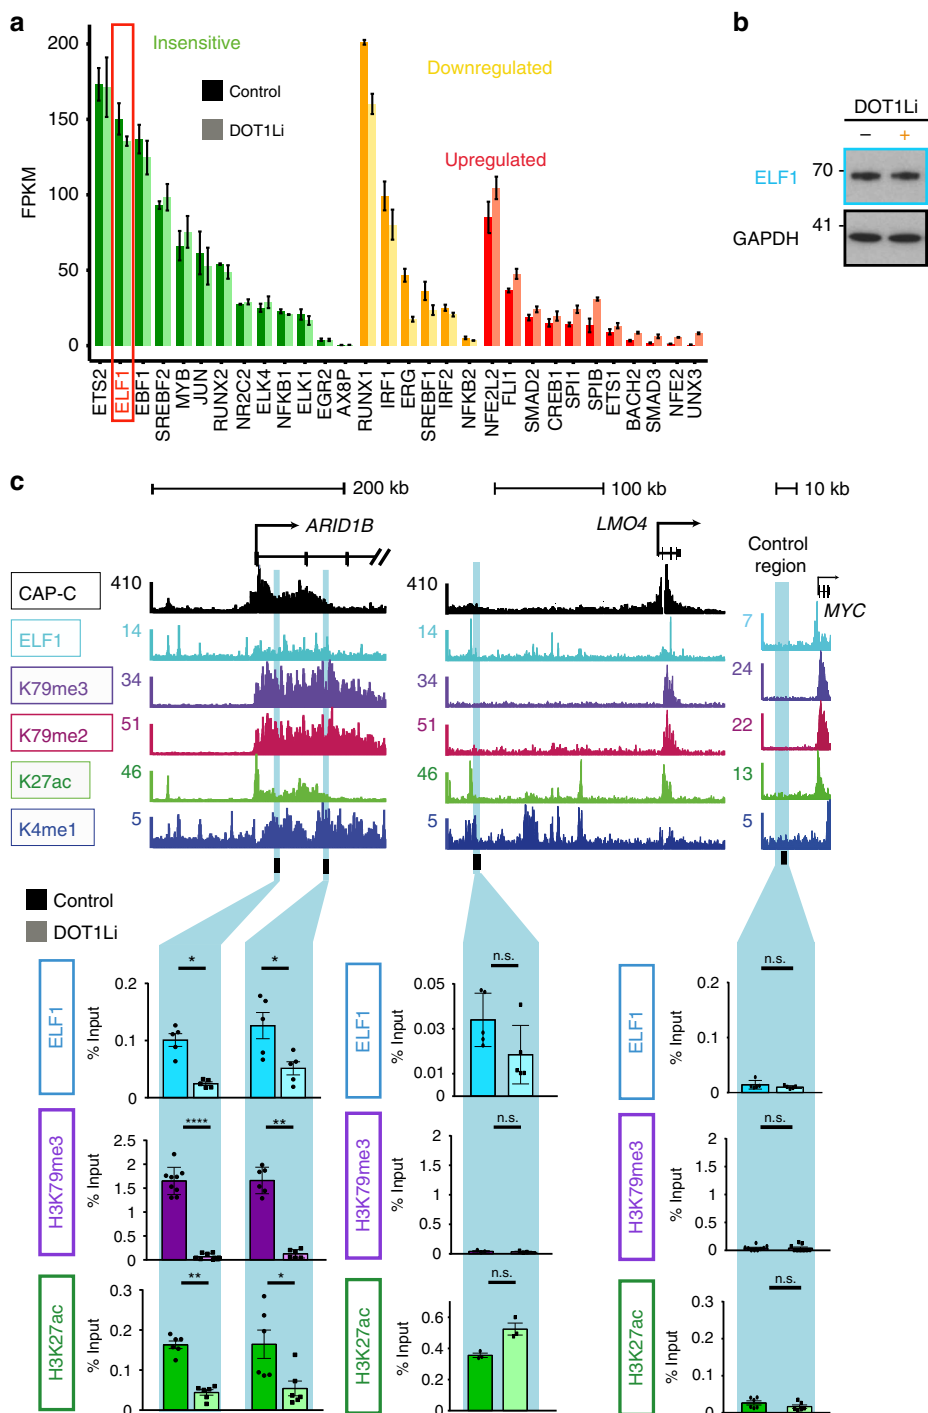 a
Insensitive
Downregulated
Upregulated
Control
DOT1Li
FPKM
200
150
100
50
0
ETS2
ELF1
EBF1
SREBF2
MYB
JUN
RUNX2
NR2C2
ELK4
NFKB1
ELK1
EGR2
AX8P
RUNX1
IRF1
ERG
SREBF1
IRF2
NFKB2
NFE2L2
FLI1
SMAD2
CREB1
SPI1
SPIB
ETS1
BACH2
SMAD3
NFE2
UNX3
b
DOT1Li
− +
ELF1
70
GAPDH
41
c
200 kb
100 kb
10 kb
ARID1B
LMO4
Control
region
MYC
CAP-C
410
410
ELF1
14
14
7
K79me3
34
34
24
K79me2
51
51
22
K27ac
46
46
13
K4me1
5
5
5
Control
DOT1Li
ELF1
% Input
0.2
0.1
0
*
*
ELF1
% Input
0.05
0.03
0.01
0
n.s.
ELF1
% Input
0.2
0.1
0
n.s.
H3K79me3
% Input
2.5
2
1.5
1
0.5
0
****
**
H3K79me3
% Input
2
1.5
1
0.5
0
n.s.
H3K79me3
% Input
2
1.5
1
0.5
0
n.s.
H3K27ac
% Input
0.3
0.2
0.1
0
**
*
H3K27ac
% Input
0.6
0.4
0.2
0
n.s.
H3K27ac
% Input
0.3
0.2
0.1
0
n.s.